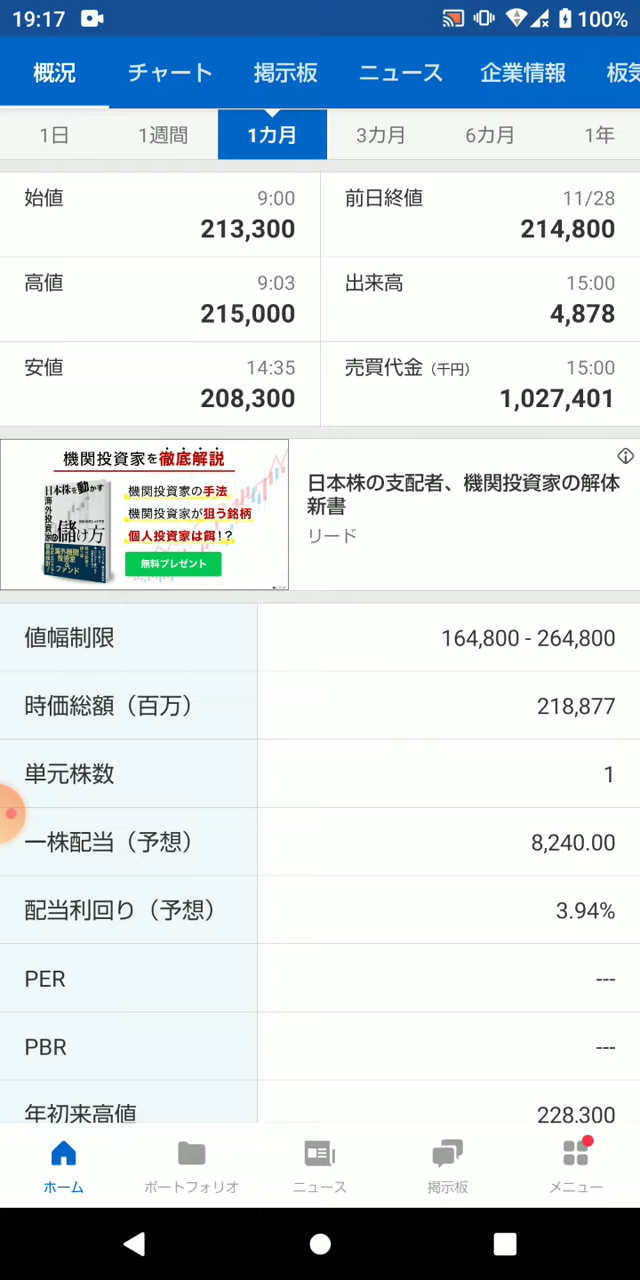 19:17 100%
概況 チャート 掲示板 ニュース 企業情報 板気
1日 1週間 1カ月 3カ月 6カ月 1年
始値 9:00 213,300
前日終値 11/28 214,800
高値 9:03 215,000
出来高 15:00 4,878
安値 14:35 208,300
売買代金（千円） 15:00 1,027,401
機関投資家を徹底解説
日本株を動かす
海外投資家の
儲け方
機関投資家の手法
機関投資家が狙う銘柄
個人投資家は餌!?
無料プレゼント
日本株の支配者、機関投資家の解体
新書
リード
値幅制限 164,800 - 264,800
時価総額（百万） 218,877
単元株数 1
一株配当（予想） 8,240.00
配当利回り（予想） 3.94%
PER ---
PBR ---
年初来高値 228,300
ホーム ポートフォリオ ニュース 掲示板 メニュー